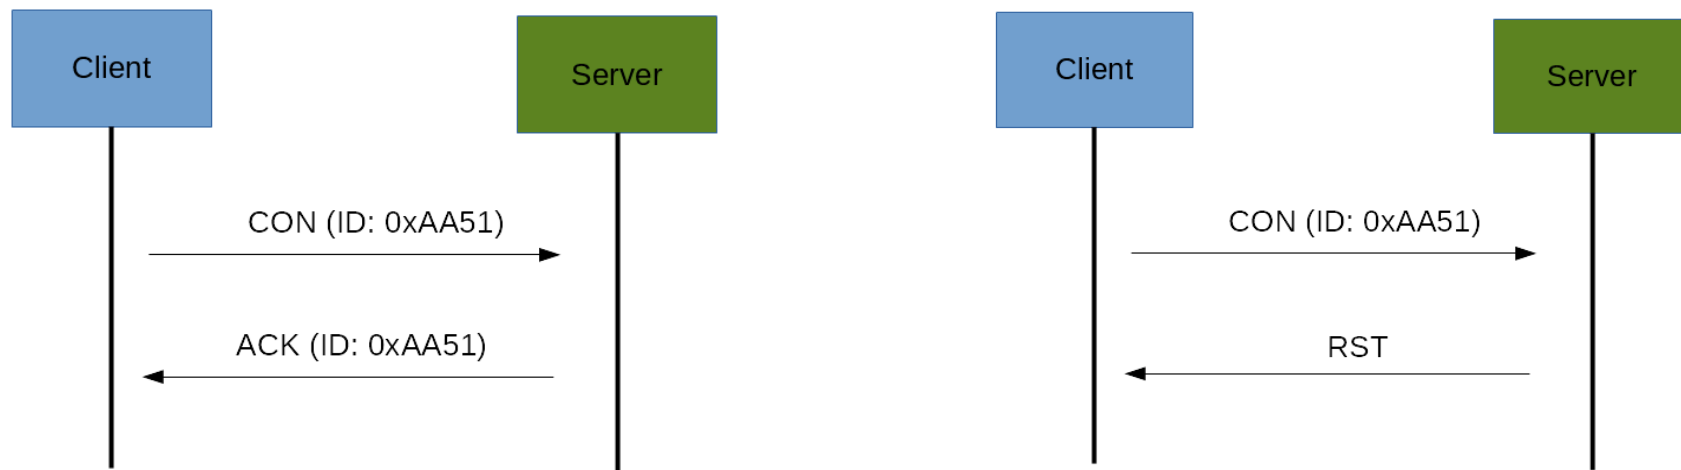 Client
Server
CON (ID: 0xAA51)
ACK (ID: 0xAA51)
Client
Server
CON (ID: 0xAA51)
RST